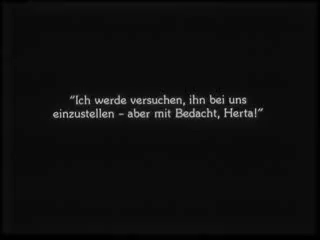 "Ich werde versuchen, ihn bei uns
einzustellen – aber mit Bedacht, Herta!"